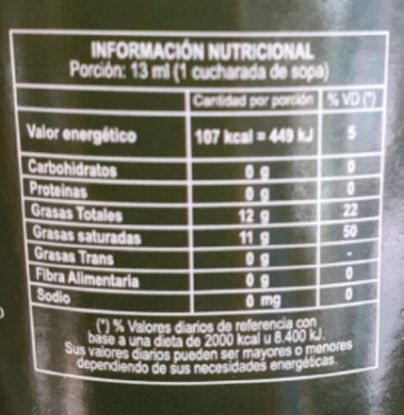 INFORMACIÓN NUTRICIONAL
Porción: 13 ml (1 cucharada de sopa)
Cantidad por porción % VD (*)
Valor energético 107 kcal = 449 kJ 5
Carbohidratos 0 g 0
Proteinas 0 g 0
Grasas Totales 12 g 22
Grasas saturadas 11 g 50
Grasas Trans 0 g -
Fibra Alimentaria 0 g 0
Sodio 0 mg 0
(*) % Valores diarios de referencia con
base a una dieta de 2000 kcal u 8.400 kJ.
Sus valores diarios pueden ser mayores o menores
dependiendo de sus necesidades energéticas.